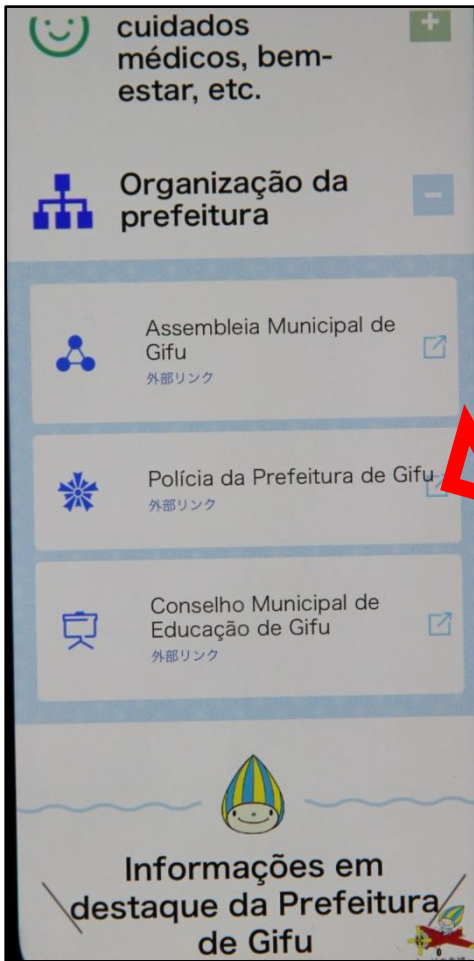 cuidados
médicos, bem-
estar, etc.
Organização da
prefeitura
Assembleia Municipal de
Gifu
外部リンク
Polícia da Prefeitura de Gifu
外部リンク
Conselho Municipal de
Educação de Gifu
外部リンク
Informações em
destaque da Prefeitura
de Gifu